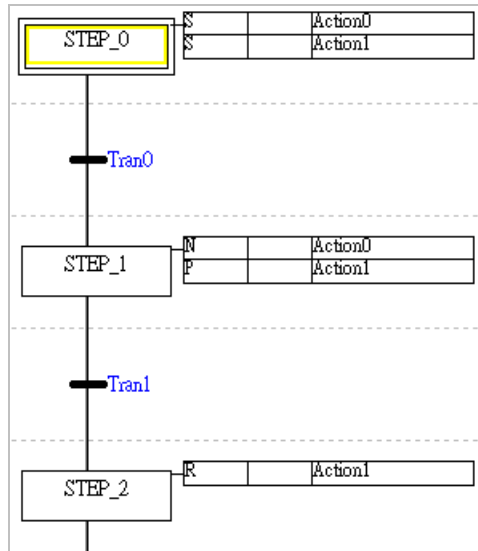 STEP_0 S Action0
S Action1
Tran0
STEP_1 N Action0
P Action1
Tran1
STEP_2 R Action1